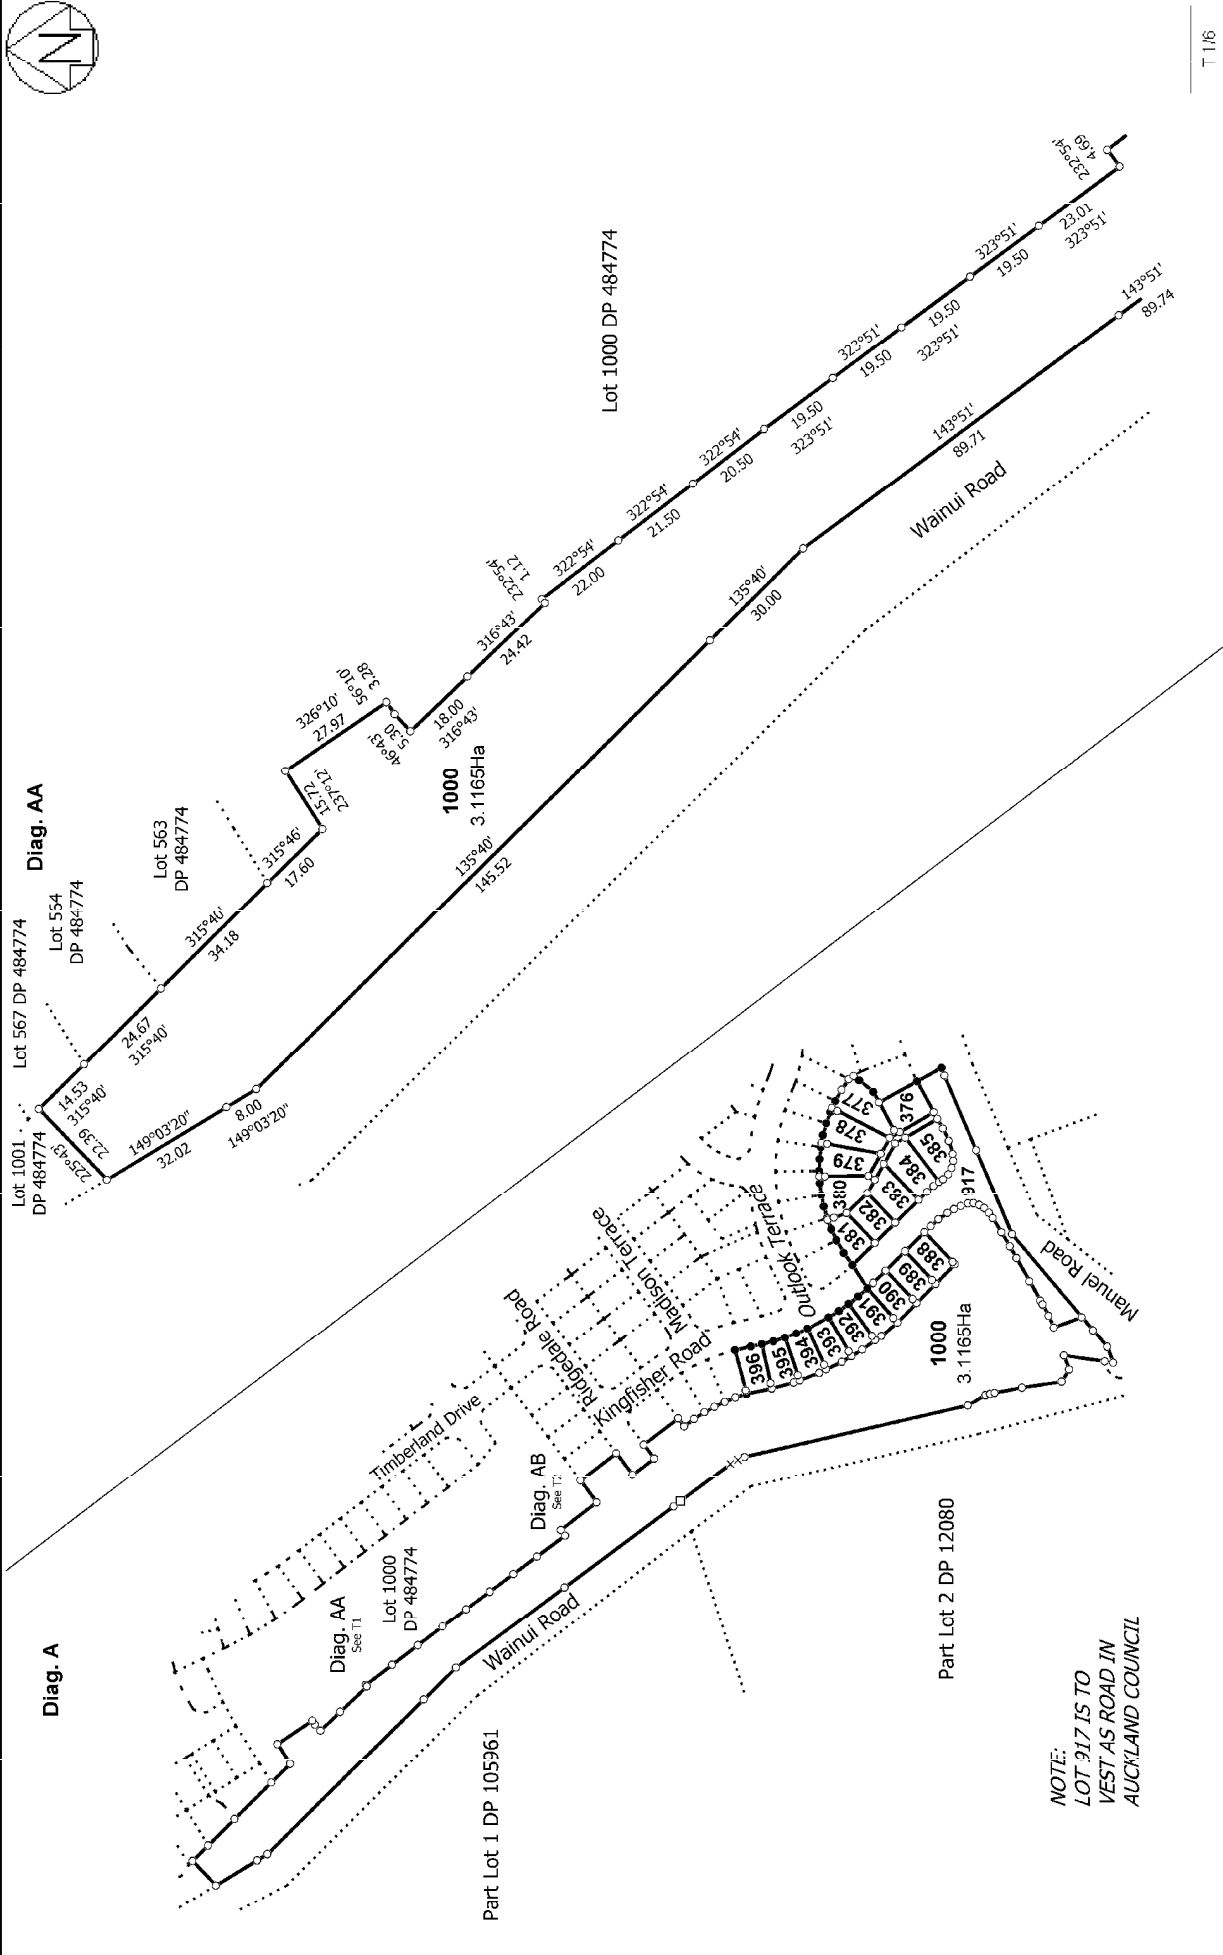 N
T 1/6
Diag. AA
Lot 1001
DP 484774
Lot 567 DP 484774
Lot 554
DP 484774
Lot 563
DP 484774
Lot 1000 DP 484774
225°43'
22.39
14.53
315°40'
24.67
315°40'
315°40'
34.18
315°46'
17.60
15.72
237°12'
326°10'
27.97
56°10'
3.28
46°43'
5.30
18.00
316°43'
316°43'
24.42
232°54'
1.12
322°54'
22.00
322°54'
21.50
322°54'
20.50
19.50
323°51'
323°51'
19.50
19.50
323°51'
323°51'
19.50
23.01
323°51'
232°54'
4.69
149°03'20"
32.02
8.00
149°03'20"
135°40'
145.52
135°40'
30.00
143°51'
89.71
143°51'
89.74
1000
3.1165Ha
Wainui Road
Diag. A
Diag. AA
See T1
Lot 1000
DP 484774
Diag. AB
See T2
Timberland Drive
Ridgedale Road
Kingfisher Road
Madison Terrace
Outlook Terrace
Wainui Road
Manuel Road
376
377
378
379
380
381
382
383
384
385
388
389
390
391
392
393
394
395
396
917
1000
3.1165Ha
Part Lot 1 DP 105961
Part Lot 2 DP 12080
NOTE:
LOT 917 IS TO
VEST AS ROAD IN
AUCKLAND COUNCIL